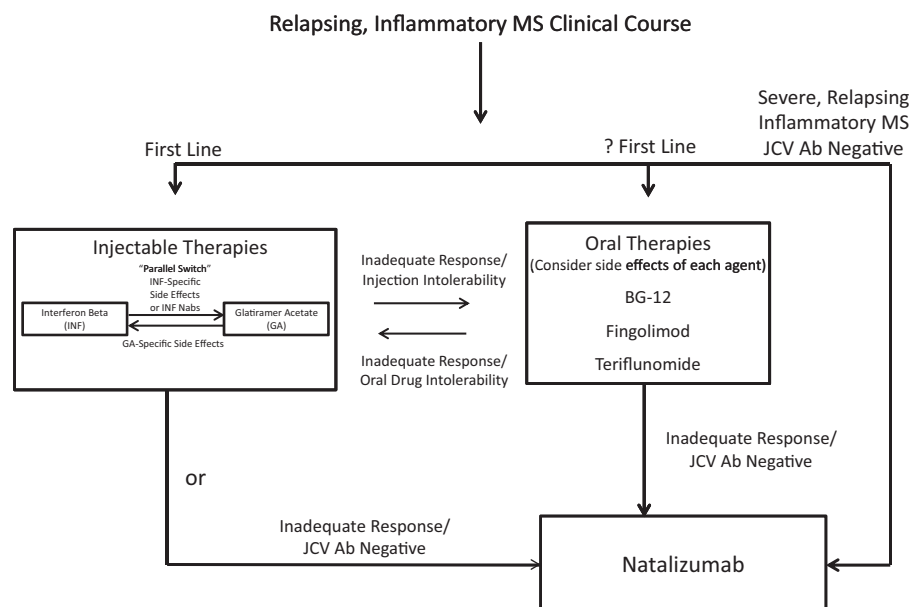 Relapsing, Inflammatory MS Clinical Course
Severe, Relapsing
Inflammatory MS
JCV Ab Negative
First Line
? First Line
Injectable Therapies
“Parallel Switch”
INF-Specific
Side Effects
or INF Nabs
Interferon Beta
(INF)
Glatiramer Acetate
(GA)
GA-Specific Side Effects
Inadequate Response/
Injection Intolerability
Inadequate Response/
Oral Drug Intolerability
Oral Therapies
(Consider side effects of each agent)
BG-12
Fingolimod
Teriflunomide
Inadequate Response/
JCV Ab Negative
or
Inadequate Response/
JCV Ab Negative
Natalizumab